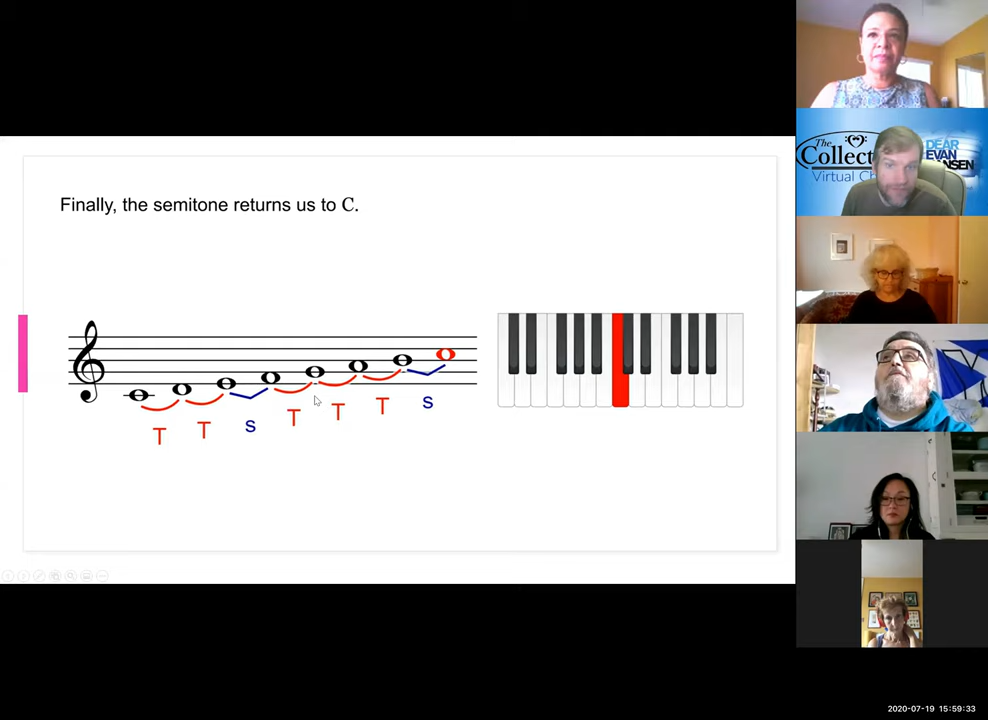 Finally, the semitone returns us to C.
T T s T T T s
The
Collect
Virtual Ch
DEAR
EVAN
NSEN
2020-07-19 15:59:33